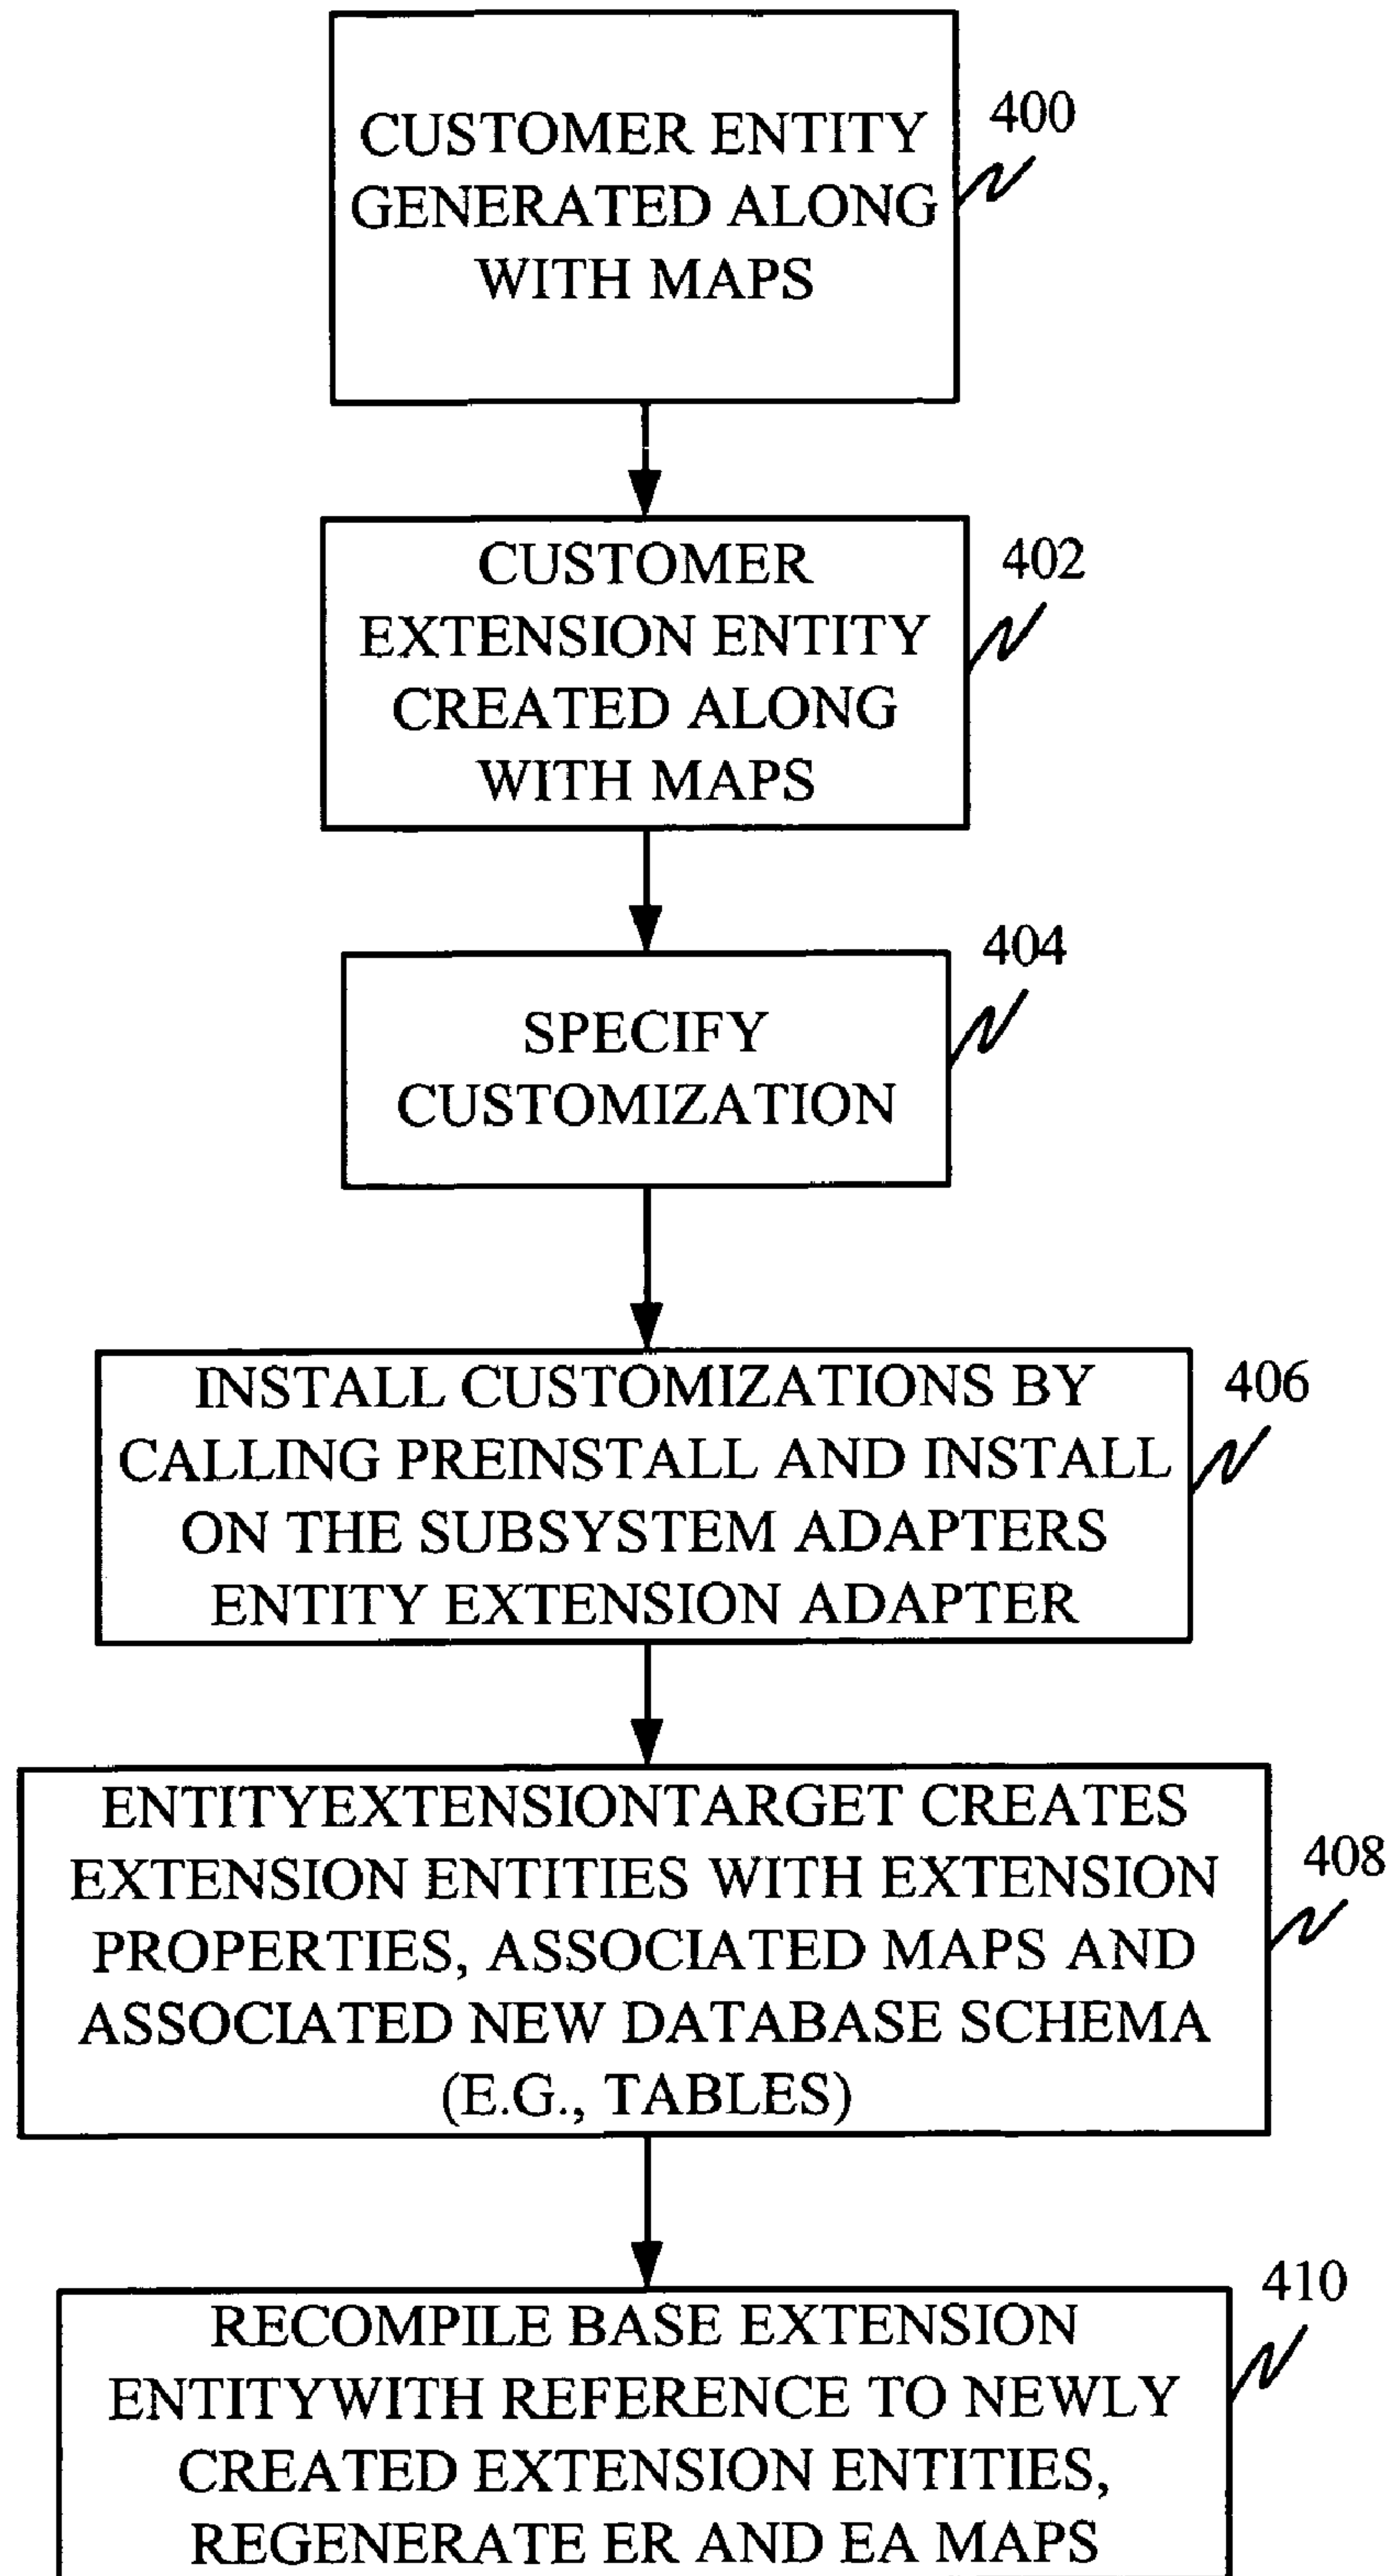 CUSTOMER ENTITY
GENERATED ALONG
WITH MAPS
400
CUSTOMER
EXTENSION ENTITY
CREATED ALONG
WITH MAPS
402
SPECIFY
CUSTOMIZATION
404
INSTALL CUSTOMIZATIONS BY
CALLING PREINSTALL AND INSTALL
ON THE SUBSYSTEM ADAPTERS
ENTITY EXTENSION ADAPTER
406
ENTITYEXTENSIONTARGET CREATES
EXTENSION ENTITIES WITH EXTENSION
PROPERTIES, ASSOCIATED MAPS AND
ASSOCIATED NEW DATABASE SCHEMA
(E.G., TABLES)
408
RECOMPILE BASE EXTENSION
ENTITYWITH REFERENCE TO NEWLY
CREATED EXTENSION ENTITIES,
REGENERATE ER AND EA MAPS
410